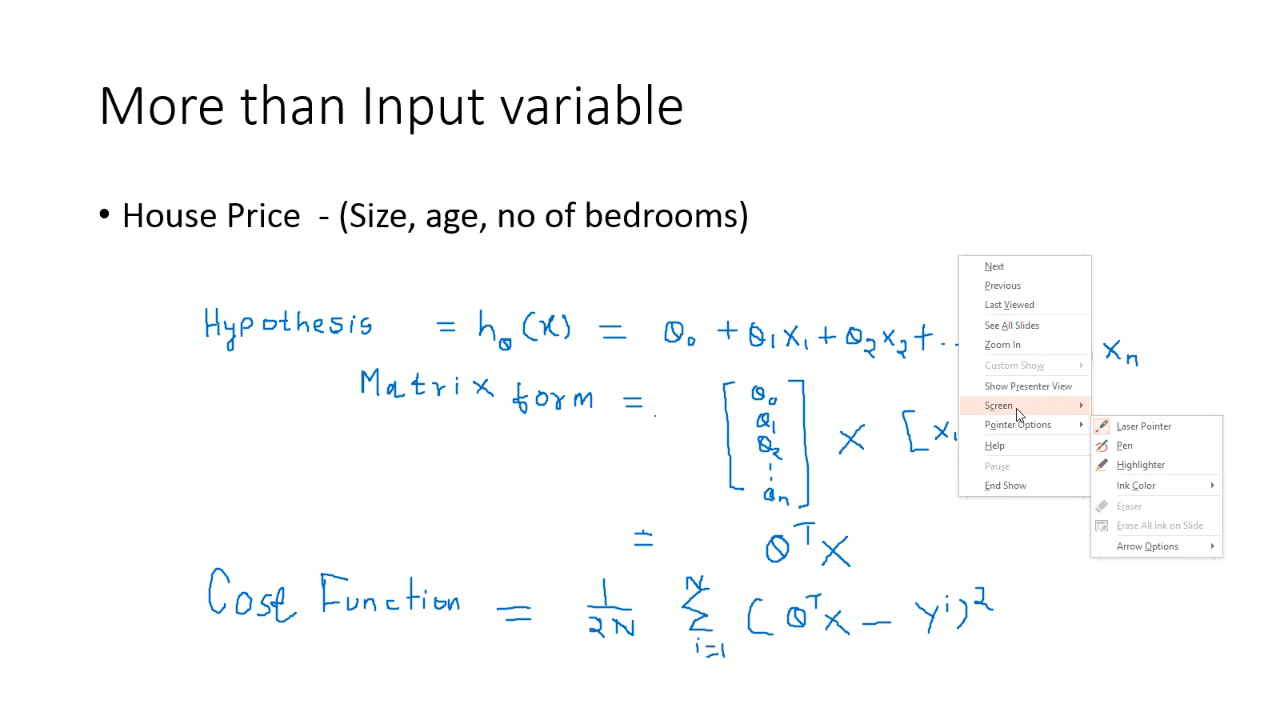 More than Input variable
• House Price - (Size, age, no of bedrooms)
Hypothesis = hθ(x) = θ0 + θ1x1 + θ2x2 + .. xn
Matrix form = [θ0 θ1 θ2 ⋮ θn] × [x1
= θᵀX
Cost Function = 1/2N Σ i=1 N (θᵀX − yⁱ)²
Next
Previous
Last Viewed
See All Slides
Zoom In
Custom Show
Show Presenter View
Screen
Pointer Options
Help
Pause
End Show
Laser Pointer
Pen
Highlighter
Ink Color
Eraser
Erase All Ink on Slide
Arrow Options